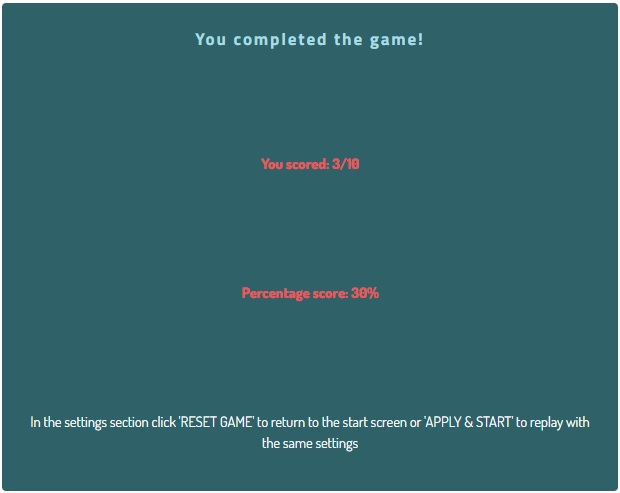 You completed the game!
You scored: 3/10
Percentage score: 30%
In the settings section click 'RESET GAME' to return to the start screen or 'APPLY & START' to replay with
the same settings